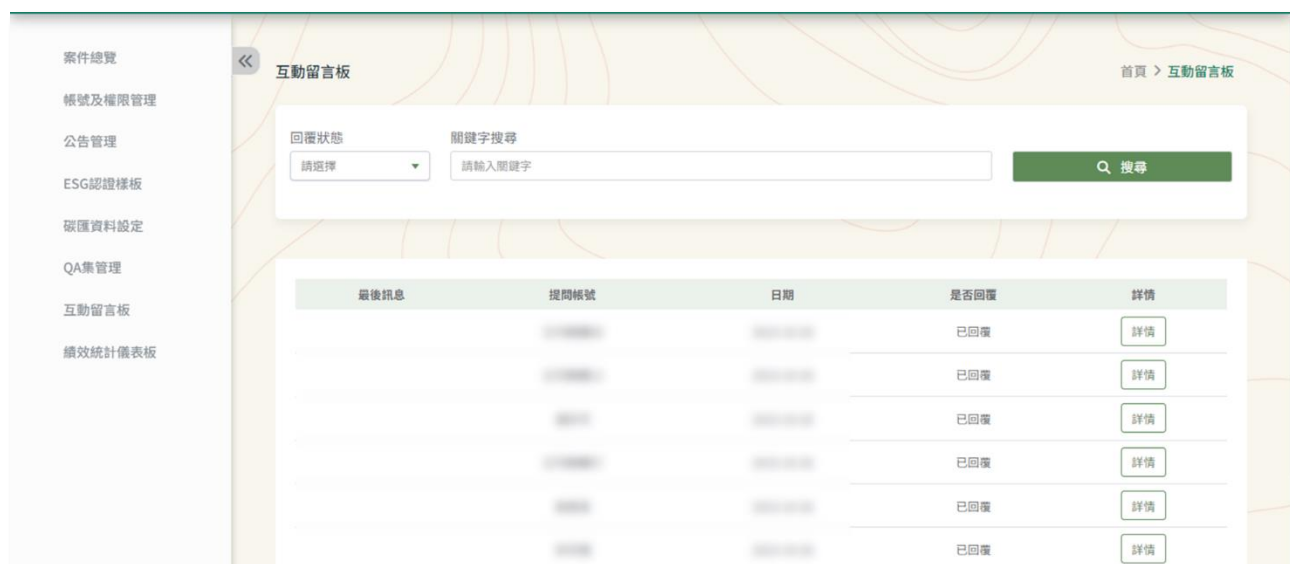 案件總覽
帳號及權限管理
公告管理
ESG認證樣板
碳匯資料設定
QA集管理
互動留言板
績效統計儀表板
互動留言板
首頁 > 互動留言板
回覆狀態 關鍵字搜尋
請選擇 請輸入關鍵字 搜尋
最後訊息 提問帳號 日期 是否回覆 詳情
已回覆 詳情
已回覆 詳情
已回覆 詳情
已回覆 詳情
已回覆 詳情
已回覆 詳情